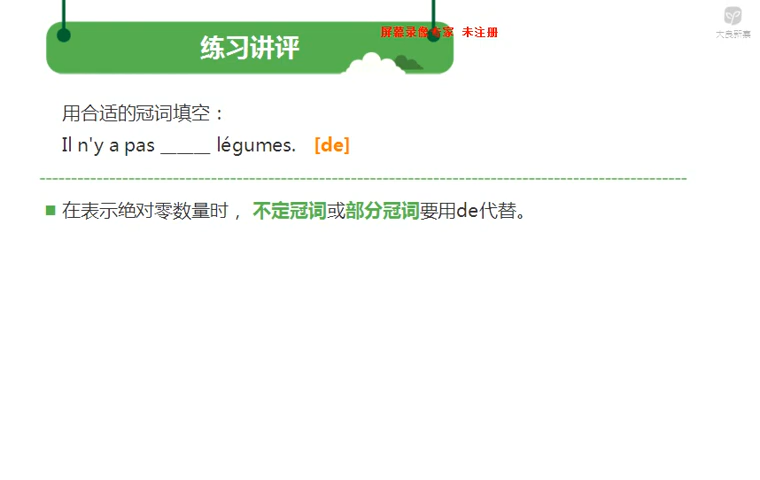 练习讲评
屏幕录像专家 未注册
用合适的冠词填空：
Il n'y a pas ______ légumes. [de]
■ 在表示绝对零数量时， 不定冠词或部分冠词要用de代替。